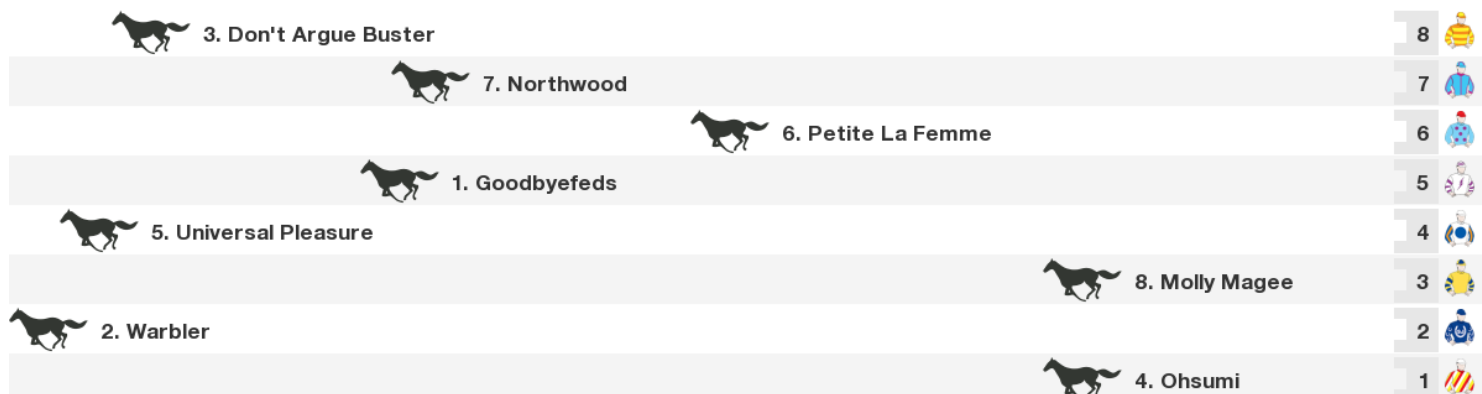 3. Don't Argue Buster 8
7. Northwood 7
6. Petite La Femme 6
1. Goodbyefeds 5
5. Universal Pleasure 4
8. Molly Magee 3
2. Warbler 2
4. Ohsumi 1